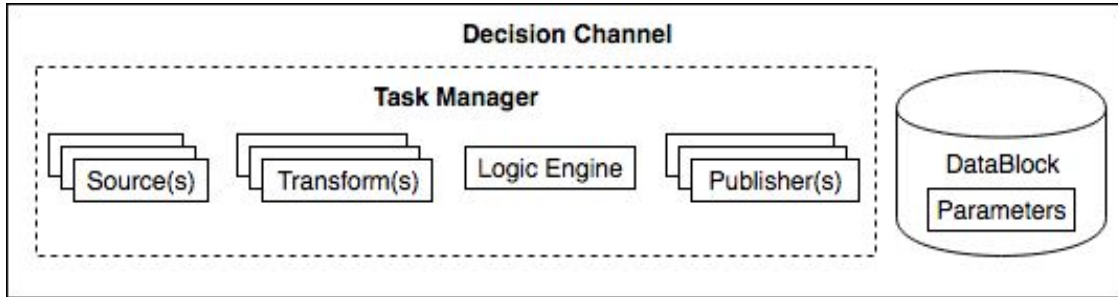 Decision Channel
Task Manager
Source(s)
Transform(s)
Logic Engine
Publisher(s)
DataBlock
Parameters